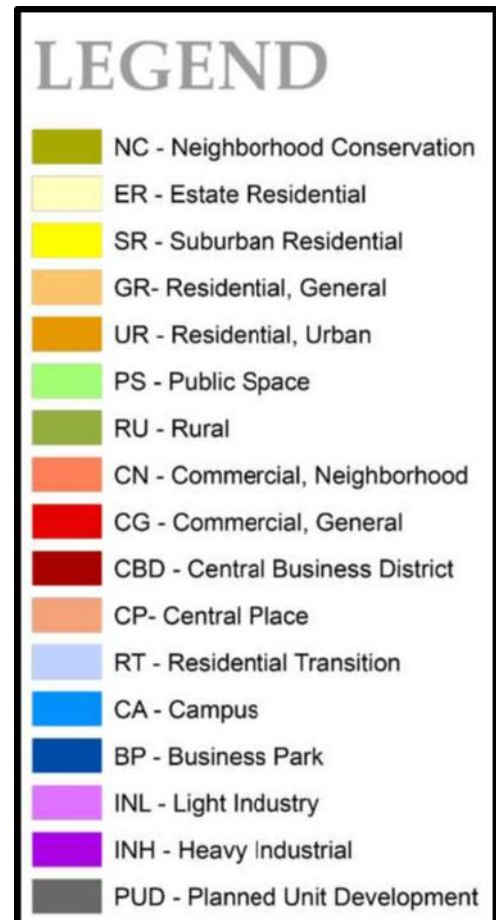 LEGEND
NC - Neighborhood Conservation
ER - Estate Residential
SR - Suburban Residential
GR- Residential, General
UR - Residential, Urban
PS - Public Space
RU - Rural
CN - Commercial, Neighborhood
CG - Commercial, General
CBD - Central Business District
CP- Central Place
RT - Residential Transition
CA - Campus
BP - Business Park
INL - Light Industry
INH - Heavy Industrial
PUD - Planned Unit Development